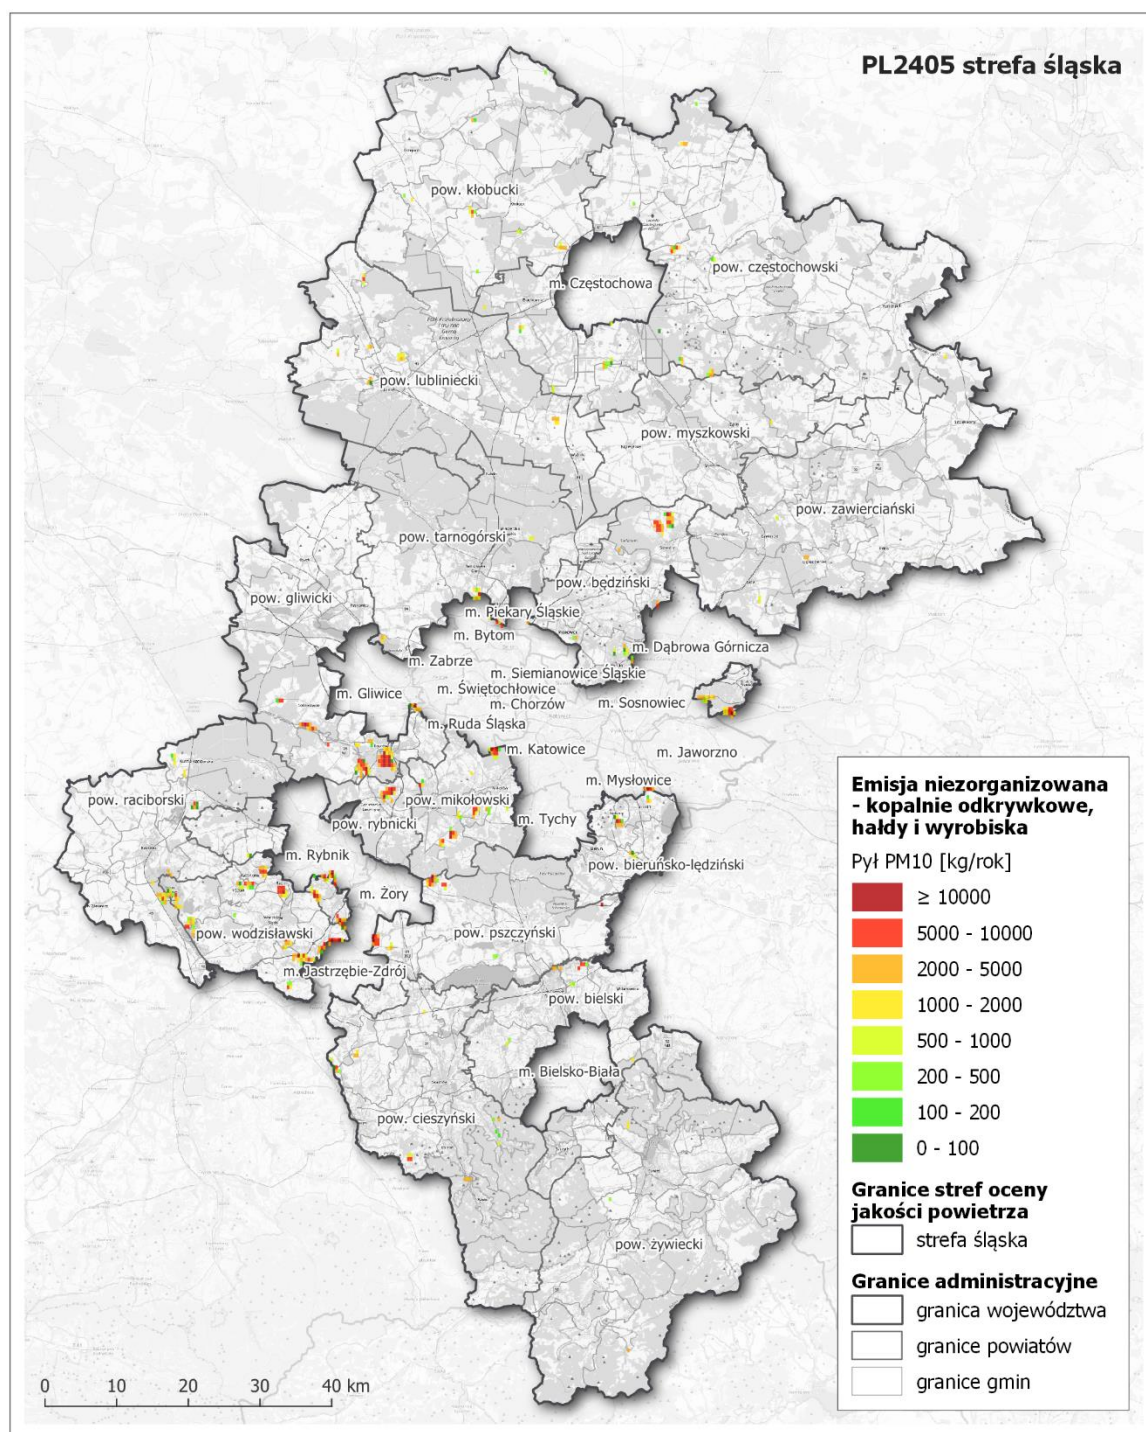 PL2405 strefa śląska
pow. kłobucki
pow. częstochowski
m. Częstochowa
pow. lubliniecki
pow. myszkowski
pow. zawierciański
pow. tarnogórski
pow. będziński
pow. gliwicki
m. Piekary Śląskie
m. Bytom
m. Dąbrowa Górnicza
m. Zabrze
m. Siemianowice Śląskie
m. Gliwice
m. Świętochłowice
m. Chorzów
m. Sosnowiec
m. Ruda Śląska
m. Katowice
m. Jaworzno
m. Mysłowice
pow. raciborski
pow. mikołowski
m. Tychy
pow. rybnicki
m. Rybnik
pow. bieruńsko-lędziński
m. Żory
pow. wodzisławski
pow. pszczyński
m. Jastrzębie-Zdrój
pow. bielski
m. Bielsko-Biała
pow. cieszyński
pow. żywiecki
Emisja niezorganizowana
- kopalnie odkrywkowe,
hałdy i wyrobiska
Pył PM10 [kg/rok]
≥ 10000
5000 - 10000
2000 - 5000
1000 - 2000
500 - 1000
200 - 500
100 - 200
0 - 100
Granice stref oceny
jakości powietrza
strefa śląska
Granice administracyjne
granica województwa
granice powiatów
granice gmin
0 10 20 30 40 km